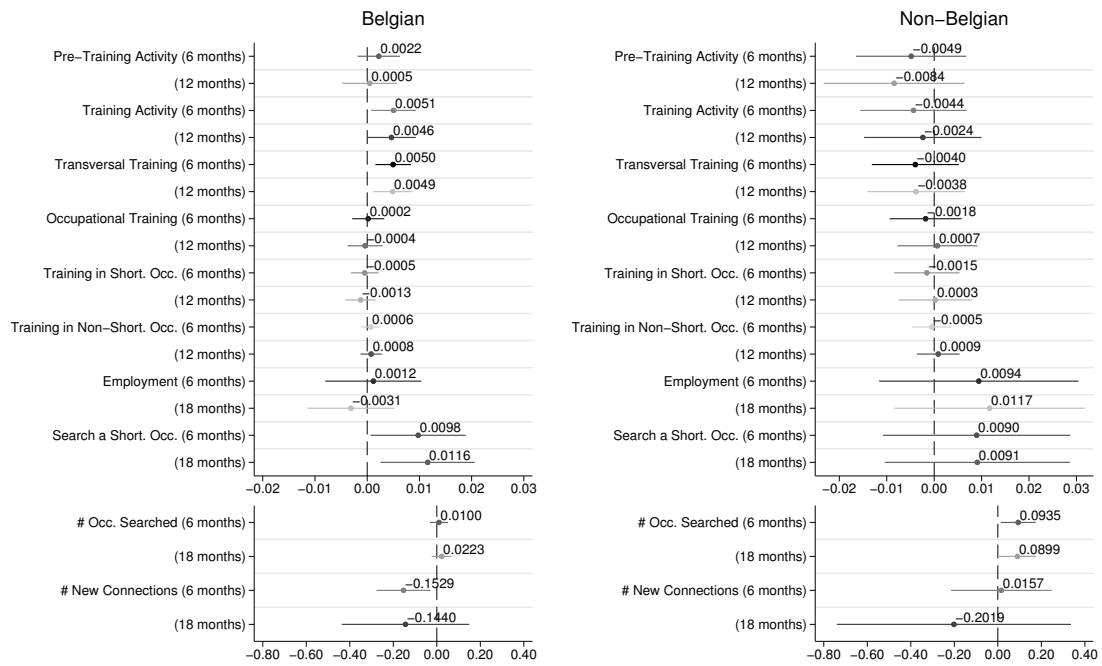 Belgian
Pre−Training Activity (6 months) 0.0022
(12 months) 0.0005
Training Activity (6 months) 0.0051
(12 months) 0.0046
Transversal Training (6 months) 0.0050
(12 months) 0.0049
Occupational Training (6 months) 0.0002
(12 months) −0.0004
Training in Short. Occ. (6 months) −0.0005
(12 months) −0.0013
Training in Non−Short. Occ. (6 months) 0.0006
(12 months) 0.0008
Employment (6 months) 0.0012
(18 months) −0.0031
Search a Short. Occ. (6 months) 0.0098
(18 months) 0.0116
−0.02 −0.01 0.00 0.01 0.02 0.03
# Occ. Searched (6 months) 0.0100
(18 months) 0.0223
# New Connections (6 months) −0.1529
(18 months) −0.1440
−0.80 −0.60 −0.40 −0.20 0.00 0.20 0.40
Non−Belgian
Pre−Training Activity (6 months) −0.0049
(12 months) −0.0084
Training Activity (6 months) −0.0044
(12 months) −0.0024
Transversal Training (6 months) −0.0040
(12 months) −0.0038
Occupational Training (6 months) −0.0018
(12 months) 0.0007
Training in Short. Occ. (6 months) −0.0015
(12 months) 0.0003
Training in Non−Short. Occ. (6 months) −0.0005
(12 months) 0.0009
Employment (6 months) 0.0094
(18 months) 0.0117
Search a Short. Occ. (6 months) 0.0090
(18 months) 0.0091
−0.02 −0.01 0.00 0.01 0.02 0.03
# Occ. Searched (6 months) 0.0935
(18 months) 0.0899
# New Connections (6 months) 0.0157
(18 months) −0.2019
−0.80 −0.60 −0.40 −0.20 0.00 0.20 0.40